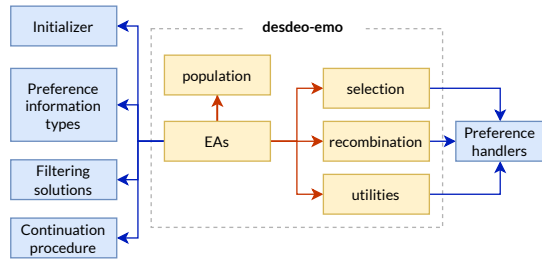 Initializer
desdeo-emo
population
Preference
information
types
selection
EAs
recombination
Preference
handlers
Filtering
solutions
utilities
Continuation
procedure